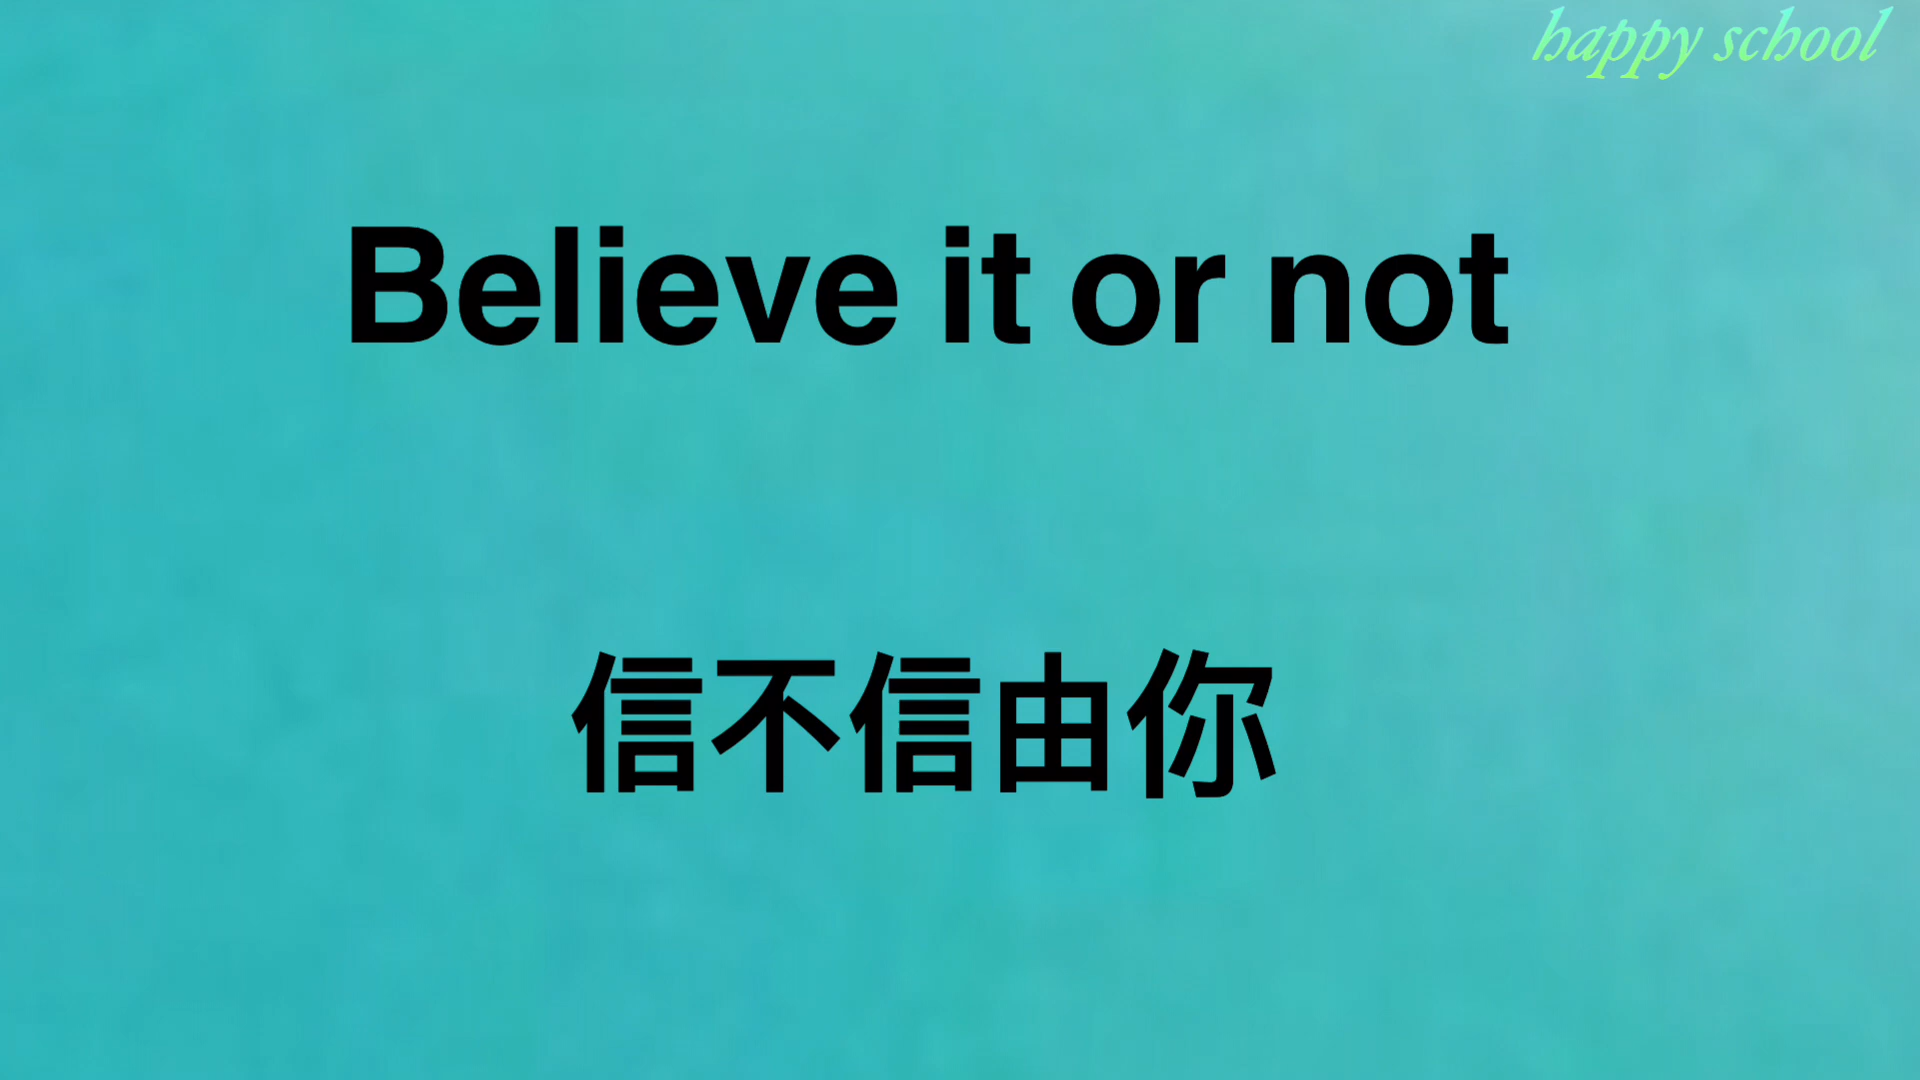 happy school
Believe it or not
信不信由你